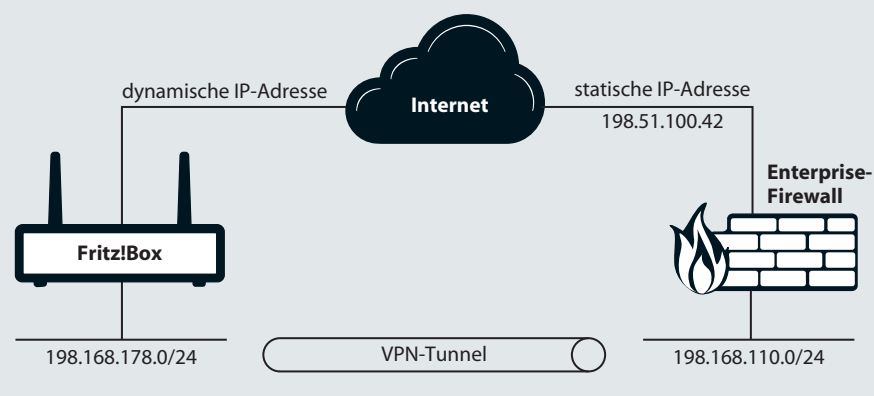 dynamische IP-Adresse
Internet
statische IP-Adresse
198.51.100.42
Enterprise-
Firewall
Fritz!Box
198.168.178.0/24
VPN-Tunnel
198.168.110.0/24